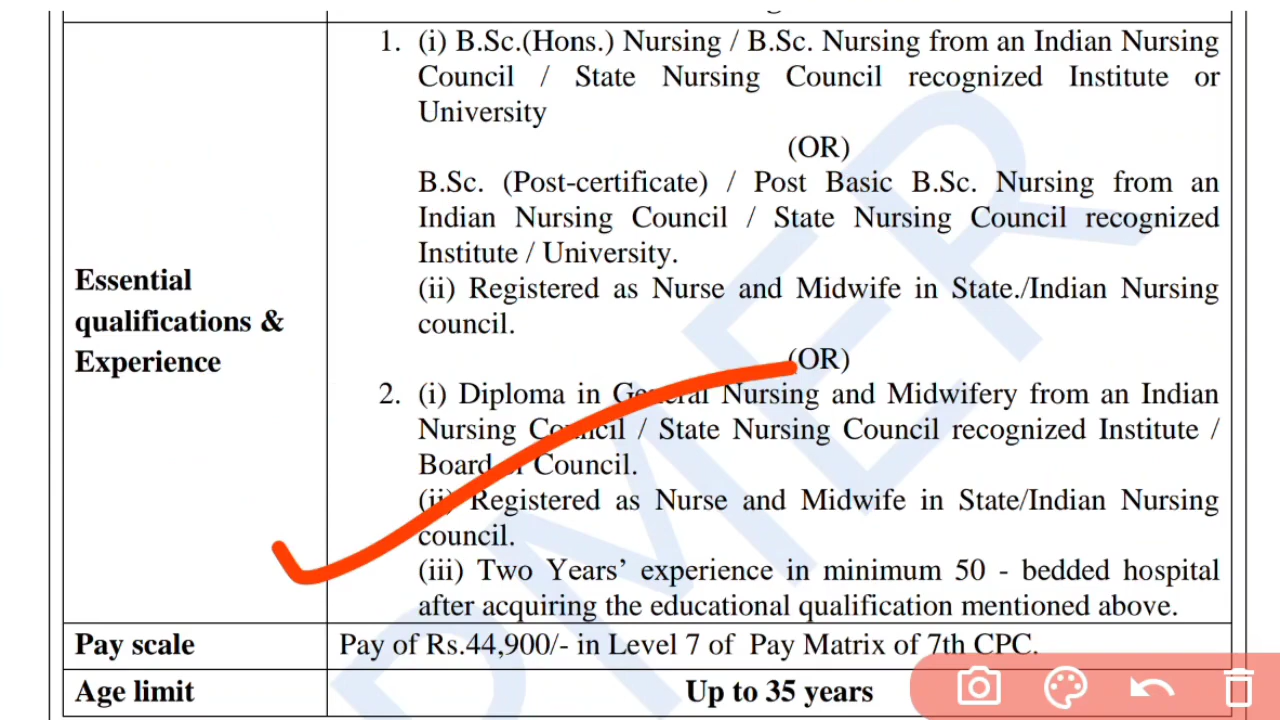 1. (i) B.Sc.(Hons.) Nursing / B.Sc. Nursing from an Indian Nursing
Council / State Nursing Council recognized Institute or
University
(OR)
B.Sc. (Post-certificate) / Post Basic B.Sc. Nursing from an
Indian Nursing Council / State Nursing Council recognized
Institute / University.
Essential
qualifications &
Experience
(ii) Registered as Nurse and Midwife in State./Indian Nursing
council.
(OR)
2. (i) Diploma in General Nursing and Midwifery from an Indian
Nursing Council / State Nursing Council recognized Institute /
Board or Council.
(ii) Registered as Nurse and Midwife in State/Indian Nursing
council.
(iii) Two Years’ experience in minimum 50 - bedded hospital
after acquiring the educational qualification mentioned above.
Pay scale
Pay of Rs.44,900/- in Level 7 of Pay Matrix of 7th CPC.
Age limit
Up to 35 years
PMER